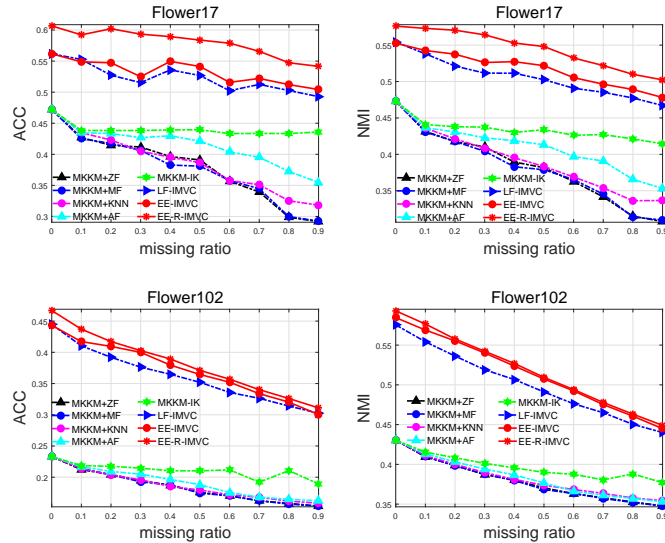 Flower17
ACC
0.6
0.55
0.5
0.45
0.4
0.35
0.3
MKKM+ZF
MKKM+MF
MKKM+KNN
MKKM+AF
MKKM-IK
LF-IMVC
EE-IMVC
EE-R-IMVC
0 0.1 0.2 0.3 0.4 0.5 0.6 0.7 0.8 0.9
missing ratio
Flower17
NMI
0.55
0.5
0.45
0.4
0.35
MKKM+ZF
MKKM+MF
MKKM+KNN
MKKM+AF
MKKM-IK
LF-IMVC
EE-IMVC
EE-R-IMVC
0 0.1 0.2 0.3 0.4 0.5 0.6 0.7 0.8 0.9
missing ratio
Flower102
ACC
0.45
0.4
0.35
0.3
0.25
0.2
MKKM+ZF
MKKM+MF
MKKM+KNN
MKKM+AF
MKKM-IK
LF-IMVC
EE-IMVC
EE-R-IMVC
0 0.1 0.2 0.3 0.4 0.5 0.6 0.7 0.8 0.9
missing ratio
Flower102
NMI
0.55
0.5
0.45
0.4
0.35
MKKM+ZF
MKKM+MF
MKKM+KNN
MKKM+AF
MKKM-IK
LF-IMVC
EE-IMVC
EE-R-IMVC
0 0.1 0.2 0.3 0.4 0.5 0.6 0.7 0.8 0.9
missing ratio